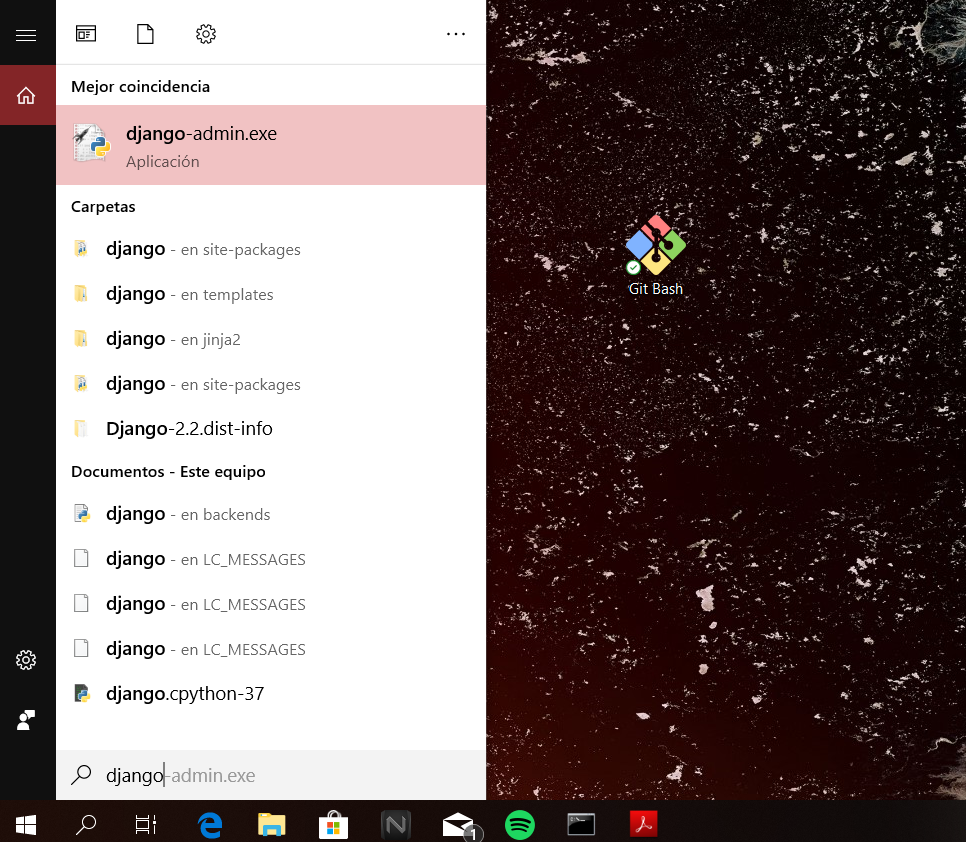 Mejor coincidencia
django-admin.exe
Aplicación
Carpetas
django - en site-packages
django - en templates
django - en jinja2
django - en site-packages
Django-2.2.dist-info
Documentos - Este equipo
django - en backends
django - en LC_MESSAGES
django - en LC_MESSAGES
django - en LC_MESSAGES
django.cpython-37
django-admin.exe
Git Bash
N
1